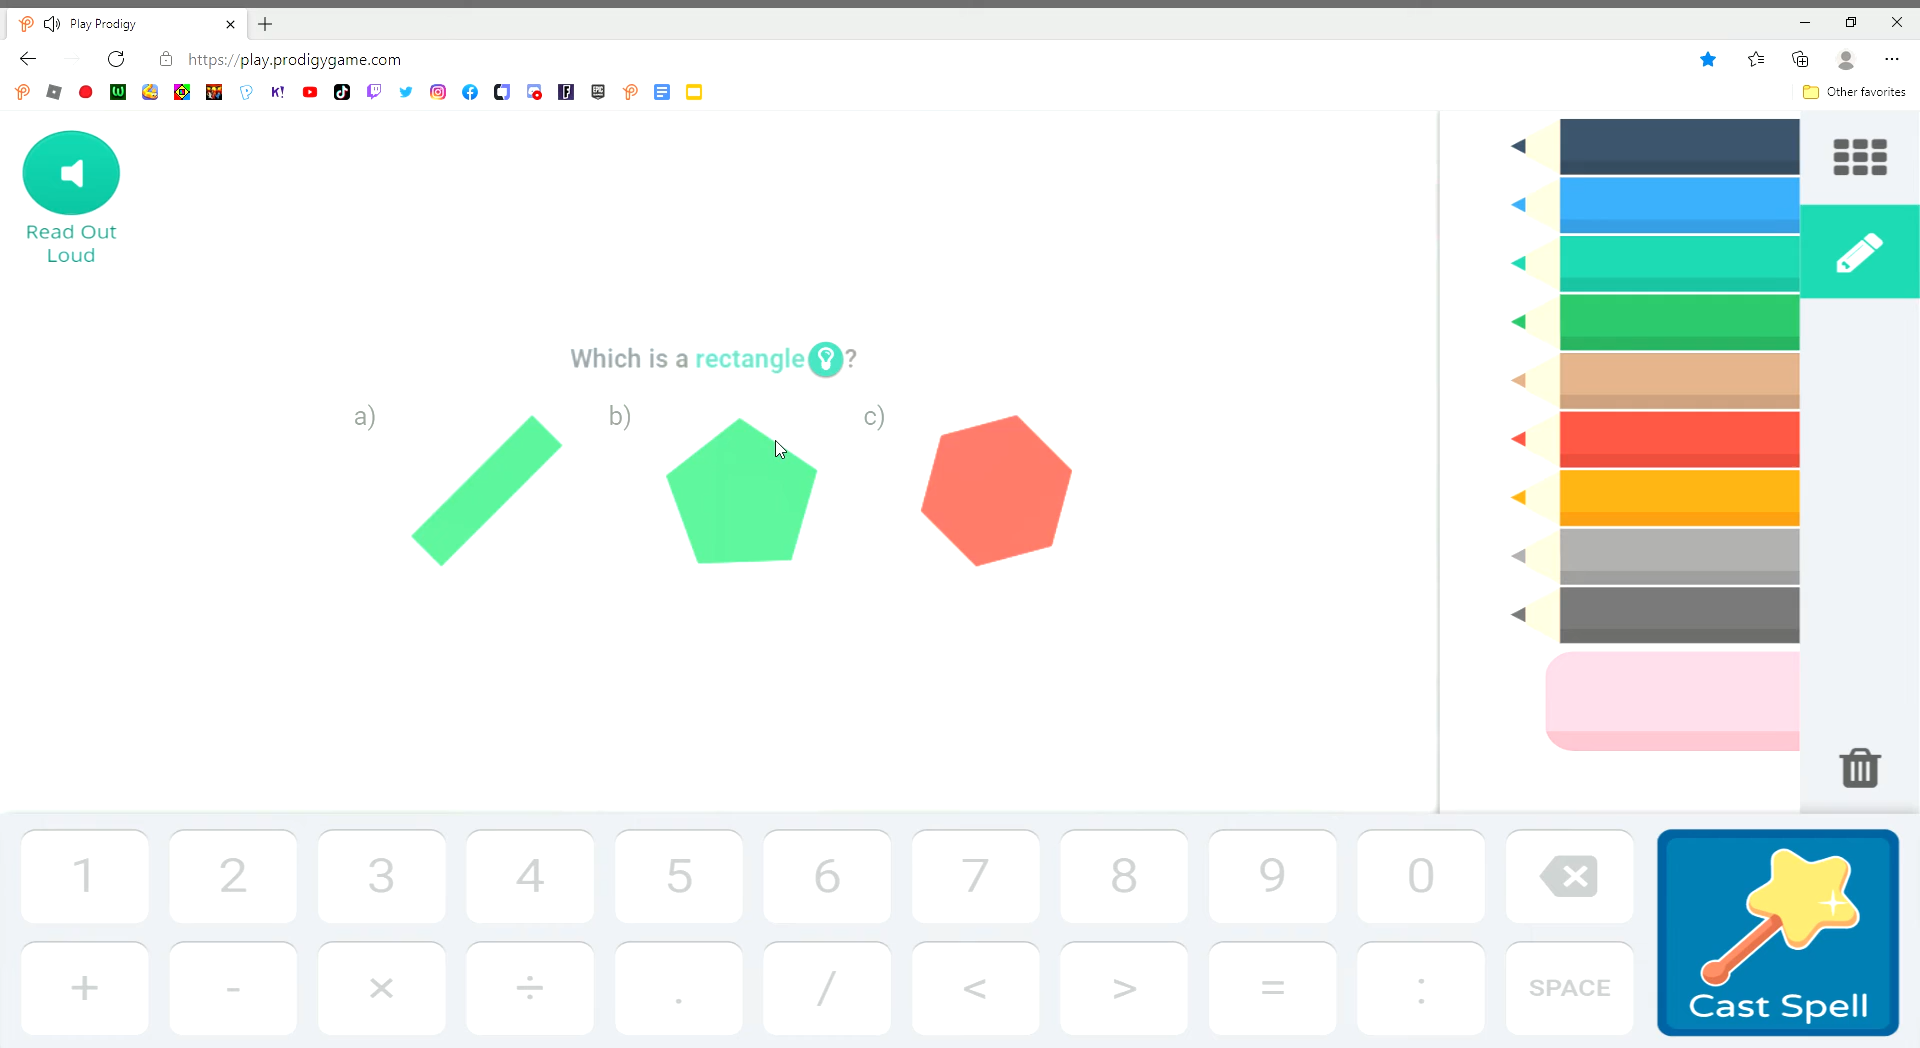 Play Prodigy
https://play.prodigygame.com
K!
Other favorites
Read Out
Loud
Which is a rectangle ?
a) b) c)
1 2 3 4 5 6 7 8 9 0
+ - × ÷ . / < > = : SPACE
Cast Spell